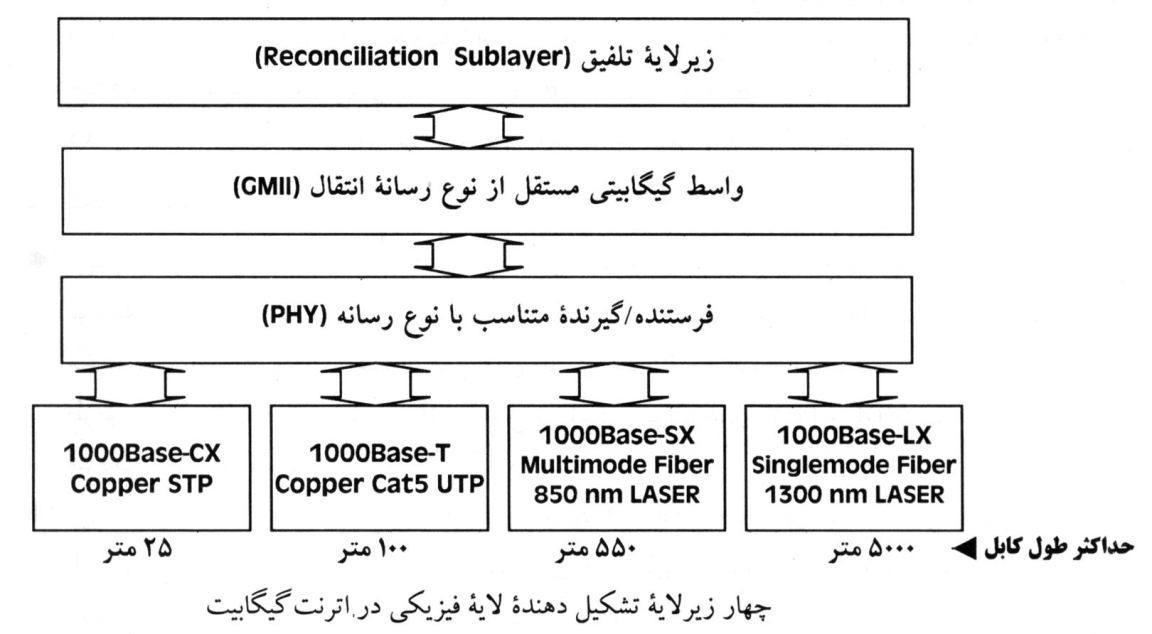 زیرلایهٔ تلفیق (Reconciliation Sublayer)
واسط گیگابیتی مستقل از نوع رسانهٔ انتقال (GMII)
فرستنده/گیرندهٔ متناسب با نوع رسانه (PHY)
1000Base-CX
Copper STP
1000Base-T
Copper Cat5 UTP
1000Base-SX
Multimode Fiber
850 nm LASER
1000Base-LX
Singlemode Fiber
1300 nm LASER
حداکثر طول کابل ◀ ۵۰۰۰ متر ۵۵۰ متر ۱۰۰ متر ۲۵ متر
چهار زیرلایهٔ تشکیل دهندهٔ لایهٔ فیزیکی در اترنت گیگابیت